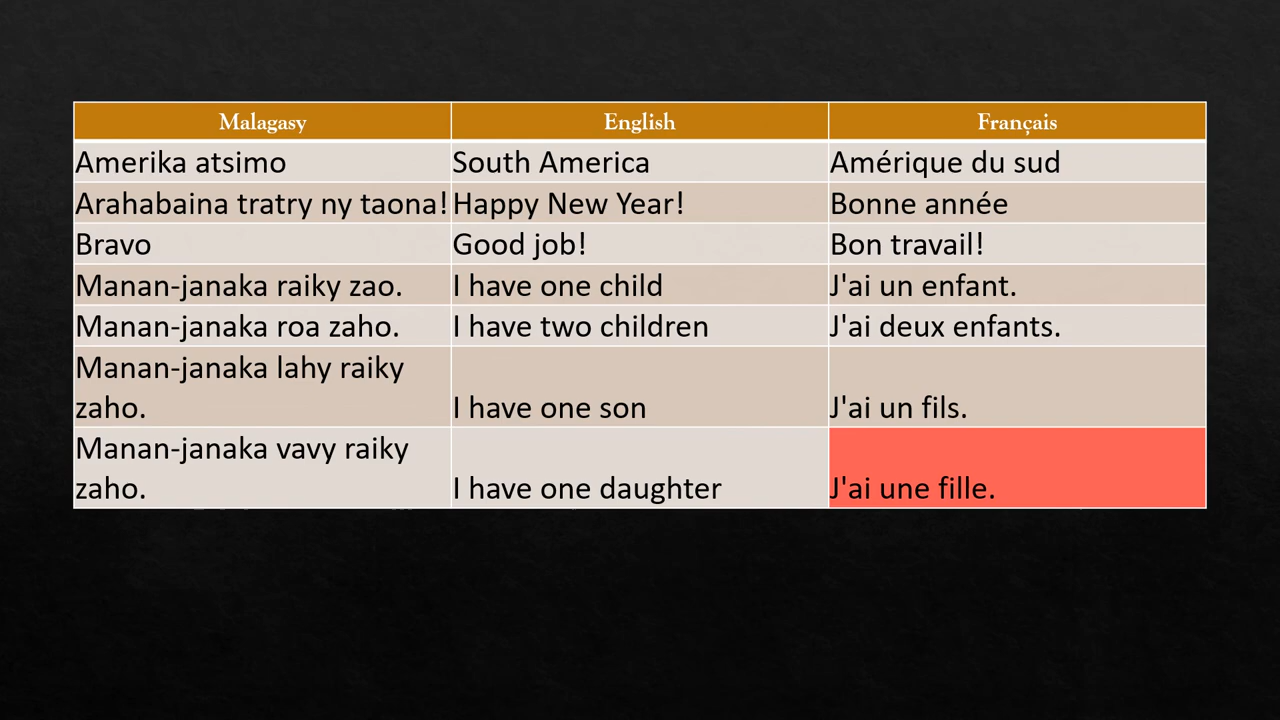 Malagasy English Français
Amerika atsimo South America Amérique du sud
Arahabaina tratry ny taona! Happy New Year! Bonne année
Bravo Good job! Bon travail!
Manan-janaka raiky zao. I have one child J'ai un enfant.
Manan-janaka roa zaho. I have two children J'ai deux enfants.
Manan-janaka lahy raiky
zaho. I have one son J'ai un fils.
Manan-janaka vavy raiky
zaho. I have one daughter J'ai une fille.